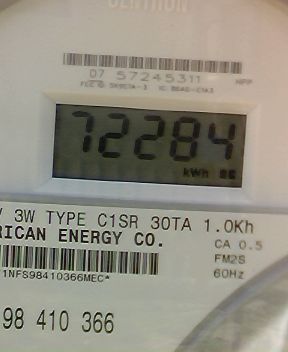 CENTRON
07 57245311
72284
kWh
V 3W TYPE C1SR 30TA 1.0Kh
RICAN ENERGY CO.
CA 0.5
FM2S
60Hz
1NFS98410366MEC*
98 410 366